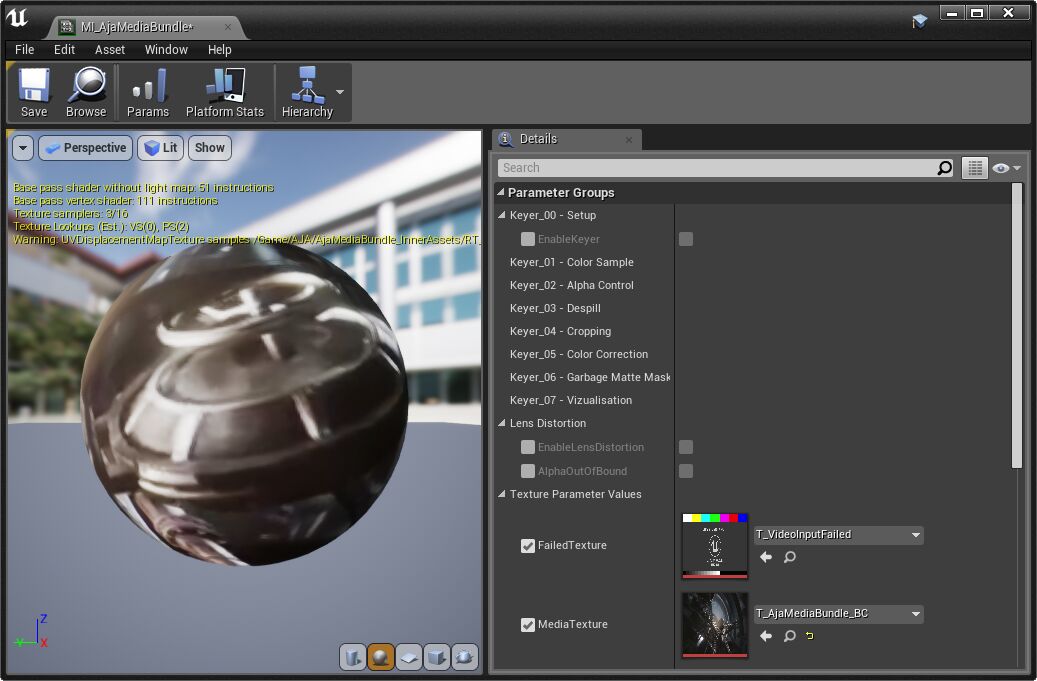 MI_AjaMediaBundle*
File Edit Asset Window Help
Save Browse Params Platform Stats Hierarchy
Perspective Lit Show
Base pass shader without light map: 51 instructions
Base pass vertex shader: 111 instructions
Texture samplers: 3/16
Texture Lookups (Est.): VS(0), PS(2)
Warning: UVDisplacementMapTexture samples /Game/AJA/AjaMediaBundle_InnerAssets/RT_
Z
Y
X
Details
Search
Parameter Groups
Keyer_00 - Setup
EnableKeyer
Keyer_01 - Color Sample
Keyer_02 - Alpha Control
Keyer_03 - Despill
Keyer_04 - Cropping
Keyer_05 - Color Correction
Keyer_06 - Garbage Matte Mask
Keyer_07 - Vizualisation
Lens Distortion
EnableLensDistortion
AlphaOutOfBound
Texture Parameter Values
FailedTexture
T_VideoInputFailed
MediaTexture
T_AjaMediaBundle_BC